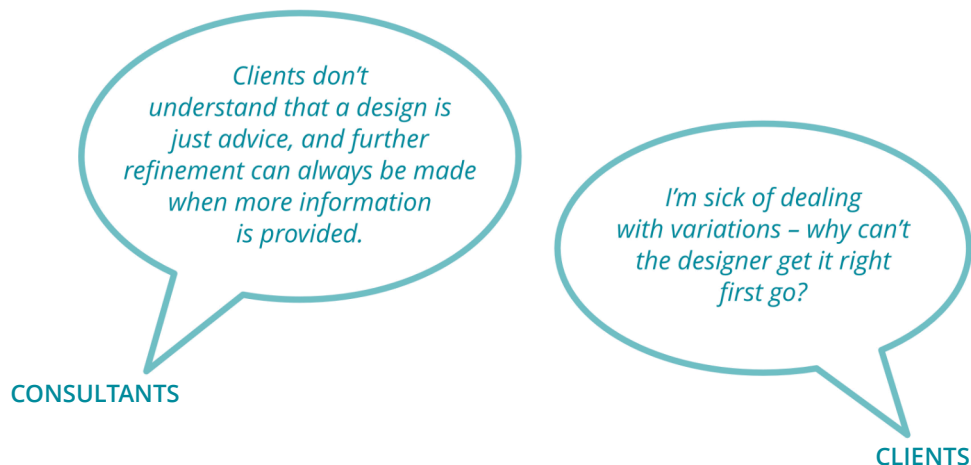 Clients don’t
understand that a design is
just advice, and further
refinement can always be made
when more information
is provided.
CONSULTANTS
I’m sick of dealing
with variations – why can’t
the designer get it right
first go?
CLIENTS